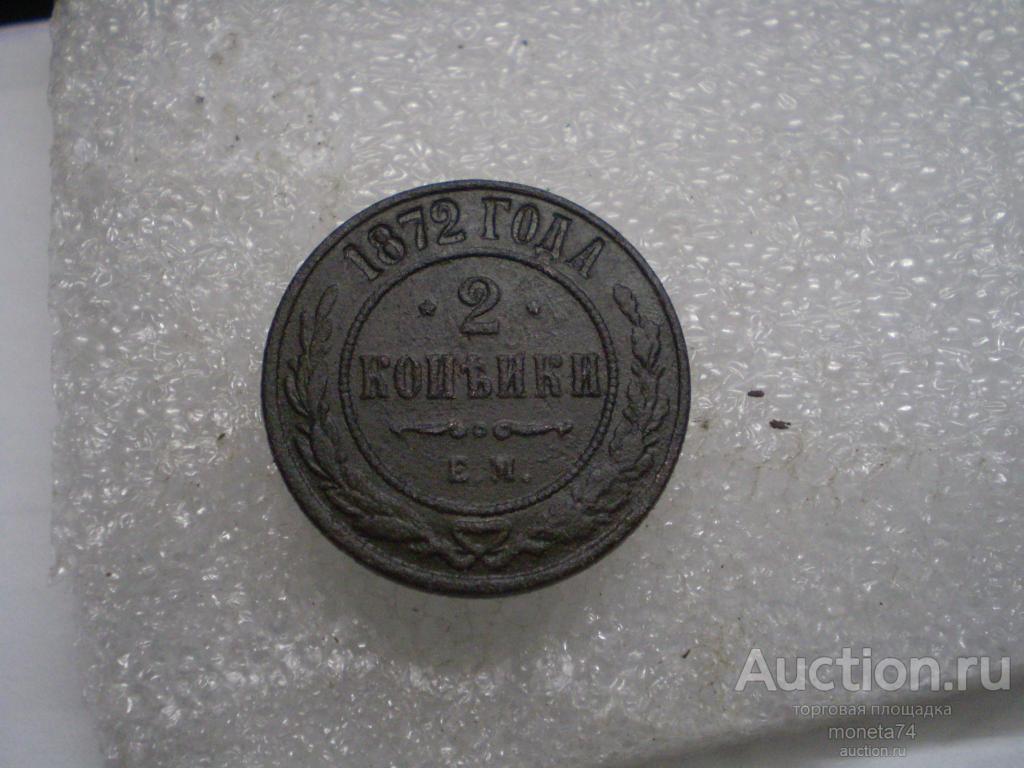 1872 ГОДА
2
КОПѢЙКИ
Е.М.
Auction.ru
торговая площадка
moneta74
auction.ru